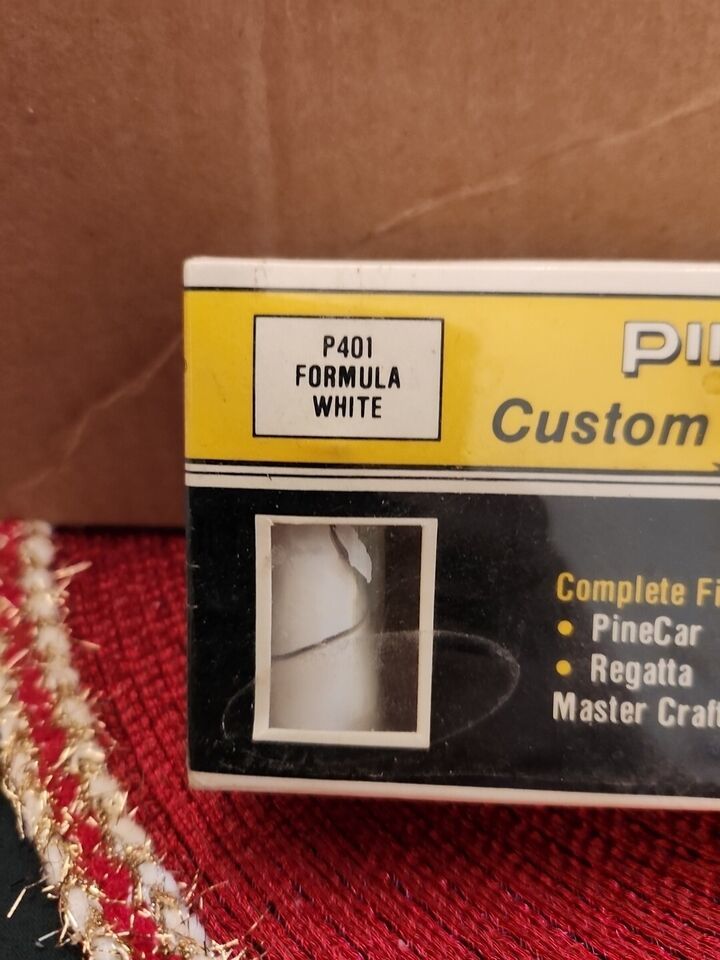 P401
FORMULA
WHITE
Custom
Complete
• PineCar
• Regatta
Master